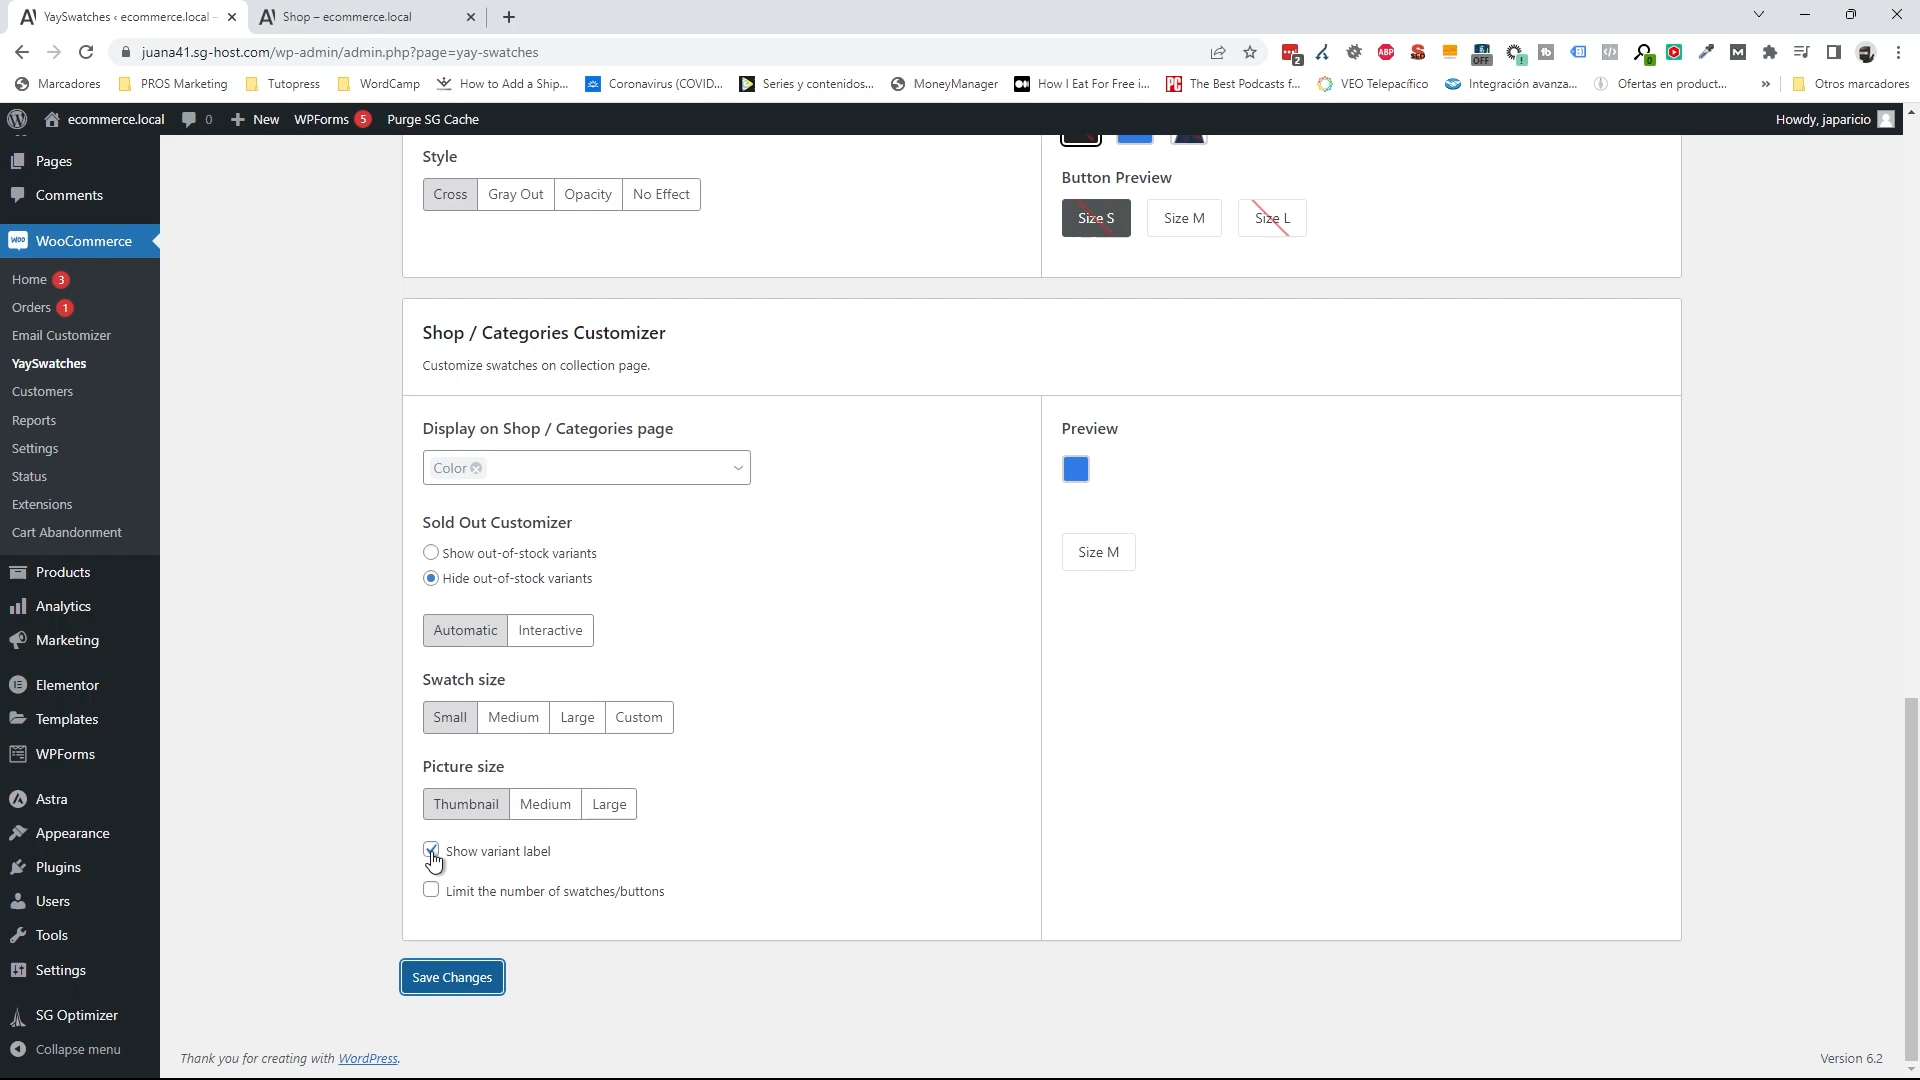 YaySwatches ‹ ecommerce.local -
Shop – ecommerce.local
juana41.sg-host.com/wp-admin/admin.php?page=yay-swatches
Marcadores
PROS Marketing
Tutopress
WordCamp
How to Add a Ship...
Coronavirus (COVID...
Series y contenidos...
MoneyManager
How I Eat For Free i...
The Best Podcasts f...
VEO Telepacífico
Integración avanza...
Ofertas en product...
»
Otros marcadores
ecommerce.local
0
New
WPForms 5
Purge SG Cache
Howdy, japaricio
Pages
Comments
WooCommerce
Home 3
Orders 1
Email Customizer
YaySwatches
Customers
Reports
Settings
Status
Extensions
Cart Abandonment
Products
Analytics
Marketing
Elementor
Templates
WPForms
Astra
Appearance
Plugins
Users
Tools
Settings
SG Optimizer
Collapse menu
Style
Cross
Gray Out
Opacity
No Effect
Button Preview
Size S
Size M
Size L
Shop / Categories Customizer
Customize swatches on collection page.
Display on Shop / Categories page
Color
Sold Out Customizer
Show out-of-stock variants
Hide out-of-stock variants
Automatic
Interactive
Swatch size
Small
Medium
Large
Custom
Picture size
Thumbnail
Medium
Large
Show variant label
Limit the number of swatches/buttons
Preview
Size M
Save Changes
Thank you for creating with WordPress.
Version 6.2